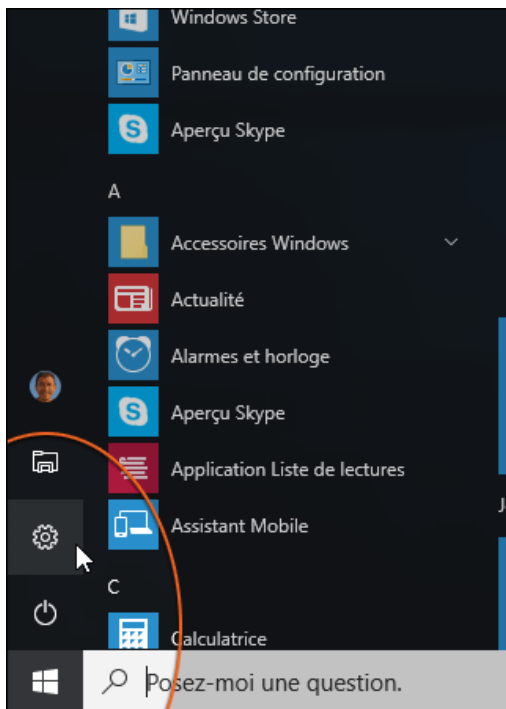 Windows Store
Panneau de configuration
Aperçu Skype
A
Accessoires Windows
Actualité
Alarmes et horloge
Aperçu Skype
Application Liste de lectures
Assistant Mobile
C
Calculatrice
Posez-moi une question.